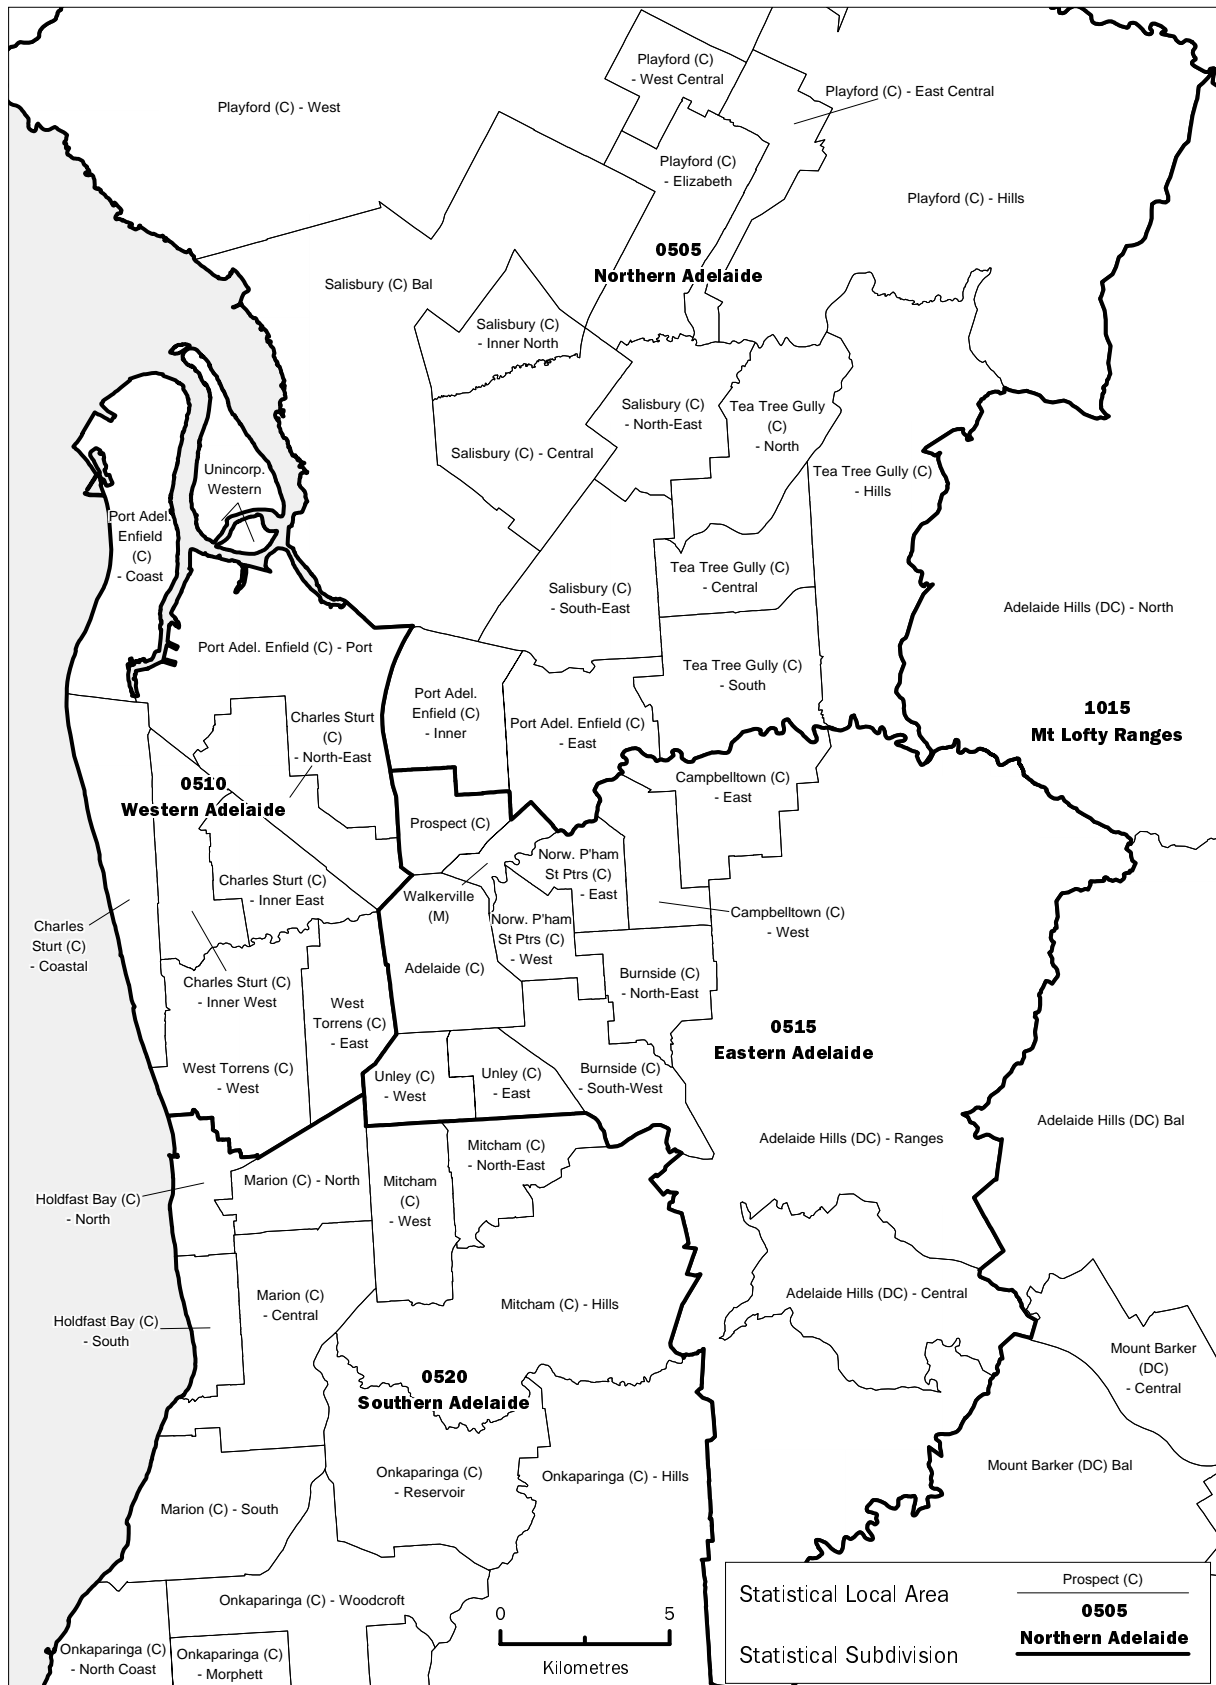 Playford (C)
- West Central
Playford (C) - West
Playford (C) - East Central
Playford (C)
- Elizabeth
Playford (C) - Hills
0505
Northern Adelaide
Salisbury (C) Bal
Salisbury (C)
- Inner North
Salisbury (C)
- North-East
Tea Tree Gully
(C)
- North
Salisbury (C) - Central
Tea Tree Gully (C)
- Hills
Unincorp.
Western
Port Adel.
Enfield
(C)
- Coast
Tea Tree Gully (C)
- Central
Salisbury (C)
- South-East
Adelaide Hills (DC) - North
Port Adel. Enfield (C) - Port
Tea Tree Gully (C)
- South
Port Adel.
Enfield (C)
- Inner
Charles Sturt
(C)
- North-East
Port Adel. Enfield (C)
- East
1015
Mt Lofty Ranges
0510
Western Adelaide
Campbelltown (C)
- East
Prospect (C)
Norw. P'ham
St Ptrs (C)
- East
Charles Sturt (C)
- Inner East
Walkerville
(M)
Norw. P'ham
St Ptrs (C)
- West
Campbelltown (C)
- West
Charles
Sturt (C)
- Coastal
Adelaide (C)
Charles Sturt (C)
- Inner West
Burnside (C)
- North-East
West
Torrens (C)
- East
0515
Eastern Adelaide
West Torrens (C)
- West
Unley (C)
- West
Unley (C)
- East
Burnside (C)
- South-West
Adelaide Hills (DC) Bal
Adelaide Hills (DC) - Ranges
Mitcham (C)
- North-East
Marion (C) - North
Mitcham
(C)
- West
Holdfast Bay (C)
- North
Adelaide Hills (DC) - Central
Marion (C)
- Central
Mitcham (C) - Hills
Holdfast Bay (C)
- South
Mount Barker
(DC)
- Central
0520
Southern Adelaide
Mount Barker (DC) Bal
Onkaparinga (C)
- Reservoir
Onkaparinga (C) - Hills
Marion (C) - South
Onkaparinga (C) - Woodcroft
Onkaparinga (C)
- North Coast
Onkaparinga (C)
- Morphett
0 5
Kilometres
Statistical Local Area
Prospect (C)
Statistical Subdivision
0505
Northern Adelaide